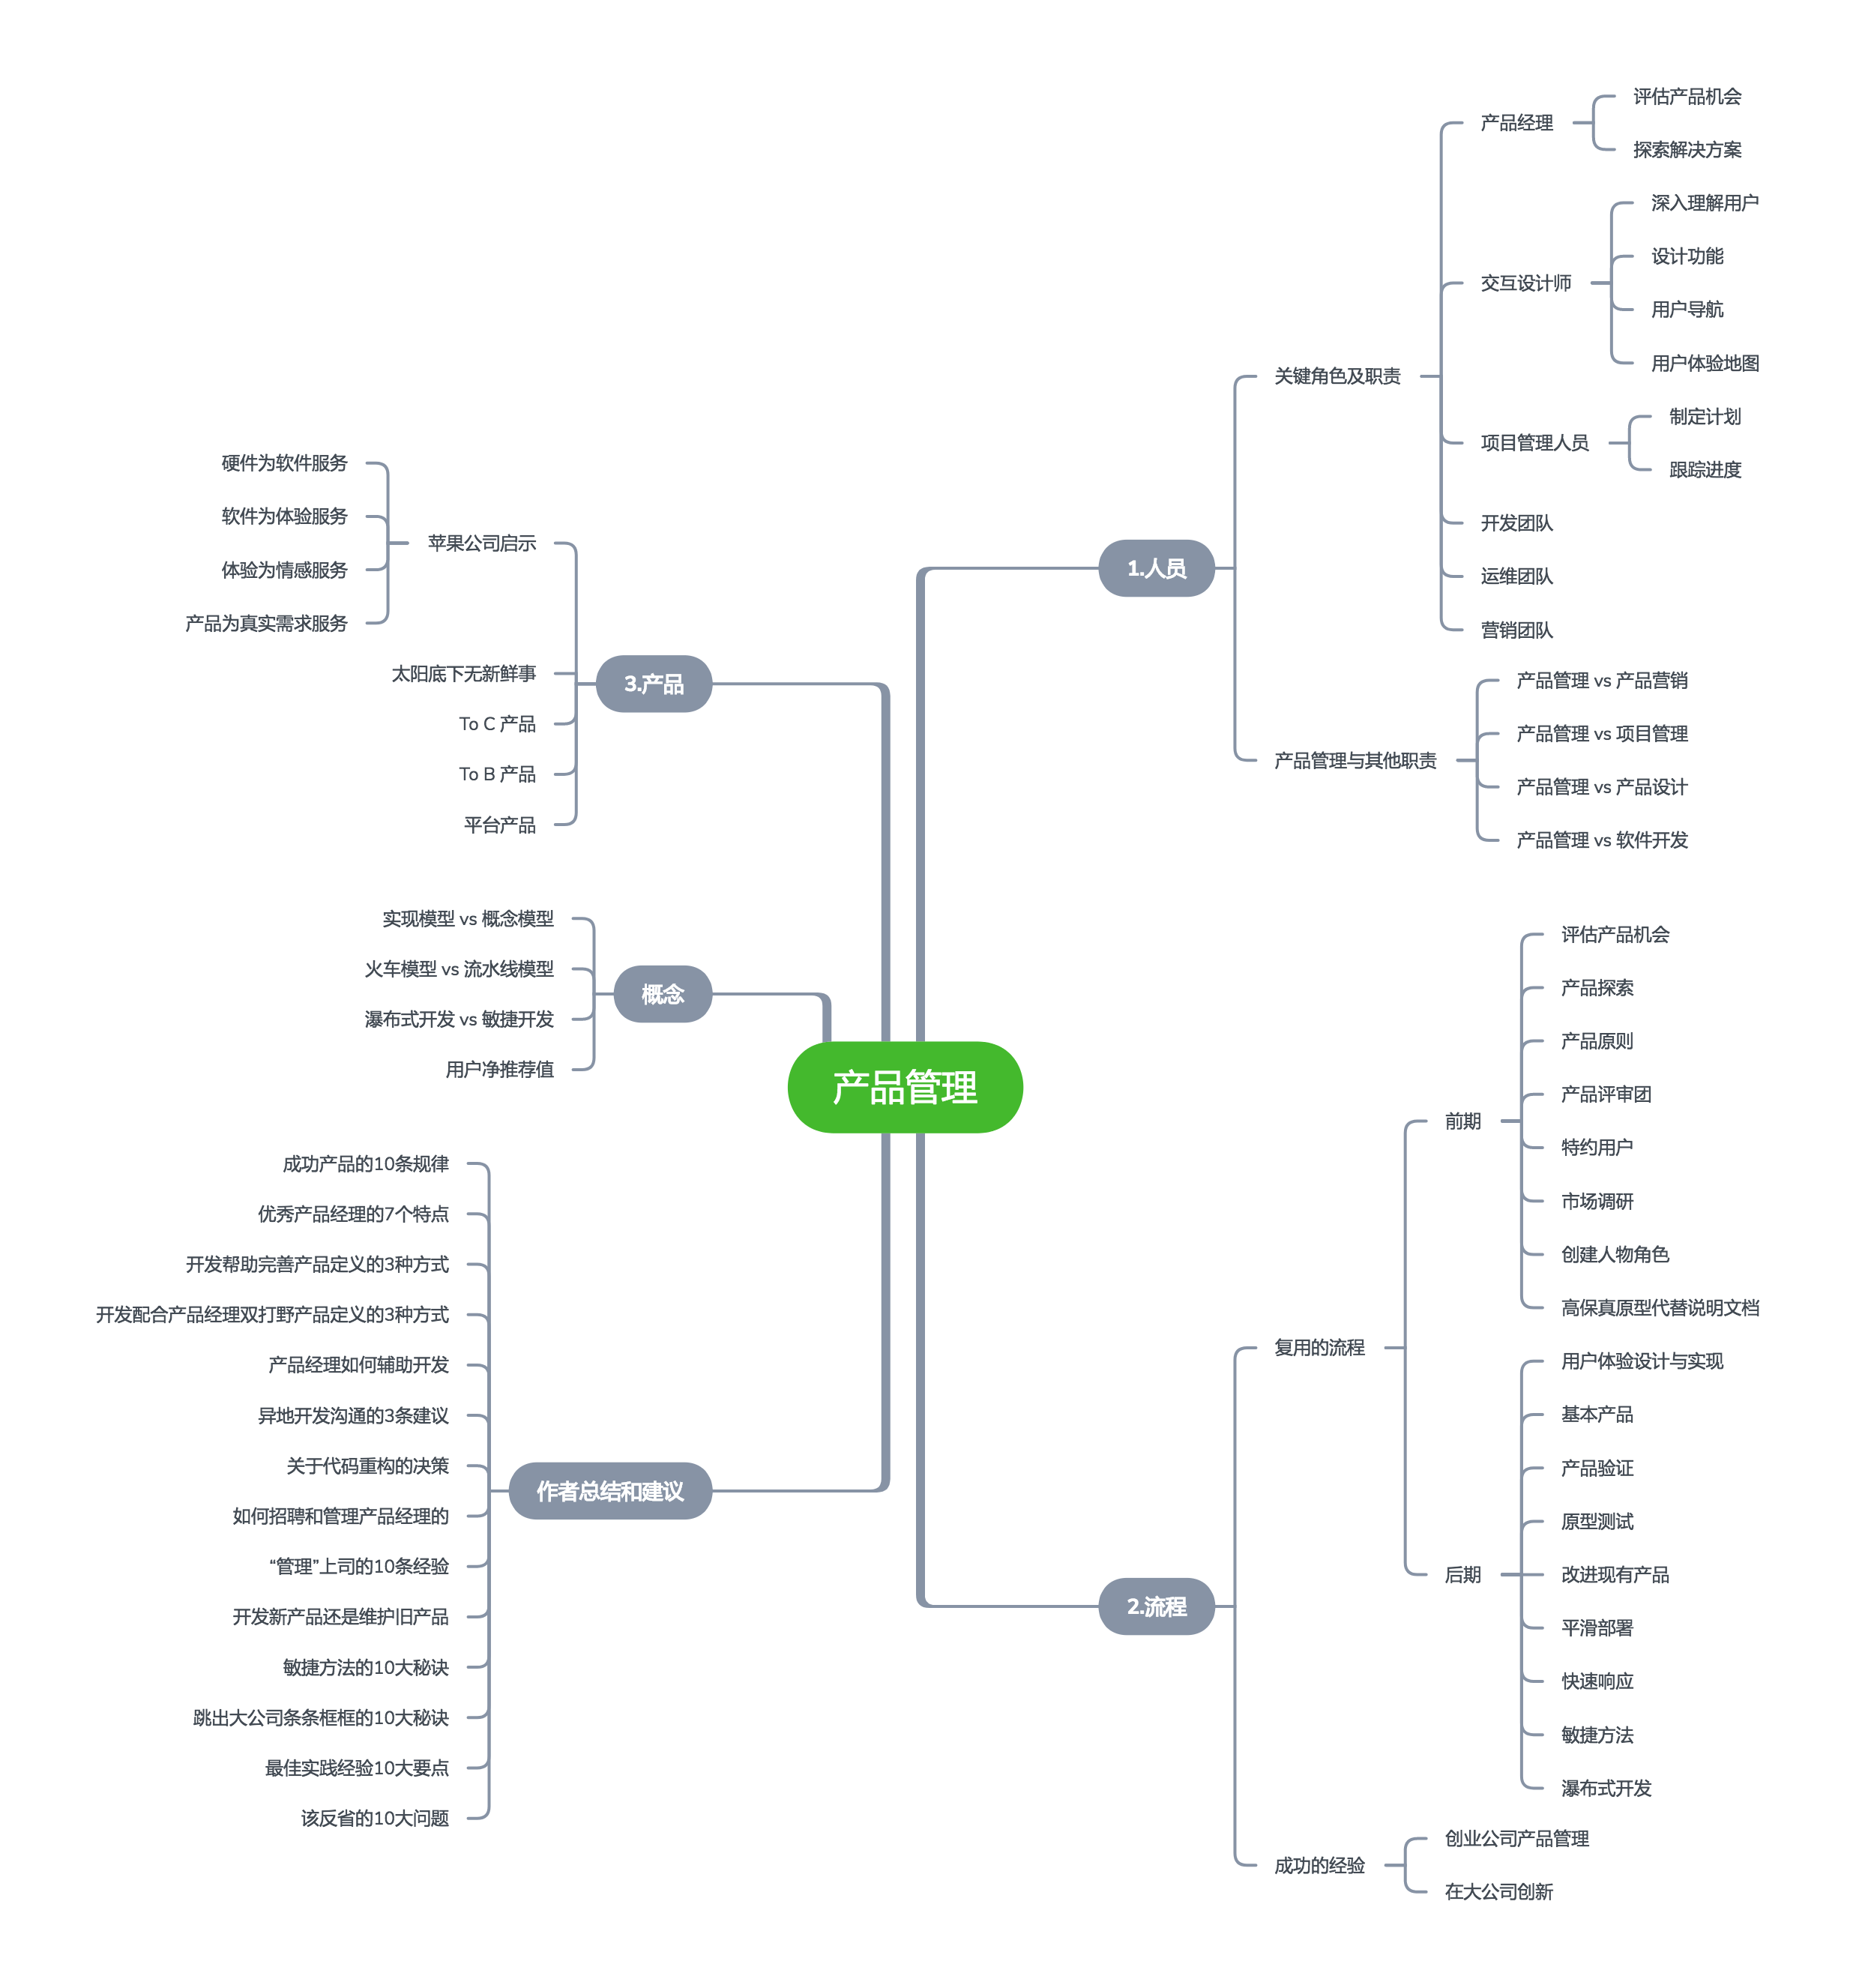 产品管理
1.人员
关键角色及职责
产品经理
评估产品机会
探索解决方案
交互设计师
深入理解用户
设计功能
用户导航
用户体验地图
项目管理人员
制定计划
跟踪进度
开发团队
运维团队
营销团队
产品管理与其他职责
产品管理 vs 产品营销
产品管理 vs 项目管理
产品管理 vs 产品设计
产品管理 vs 软件开发
2.流程
复用的流程
前期
评估产品机会
产品探索
产品原则
产品评审团
特约用户
市场调研
创建人物角色
高保真原型代替说明文档
后期
用户体验设计与实现
基本产品
产品验证
原型测试
改进现有产品
平滑部署
快速响应
敏捷方法
瀑布式开发
成功的经验
创业公司产品管理
在大公司创新
3.产品
苹果公司启示
硬件为软件服务
软件为体验服务
体验为情感服务
产品为真实需求服务
太阳底下无新鲜事
To C 产品
To B 产品
平台产品
概念
实现模型 vs 概念模型
火车模型 vs 流水线模型
瀑布式开发 vs 敏捷开发
用户净推荐值
作者总结和建议
成功产品的10条规律
优秀产品经理的7个特点
开发帮助完善产品定义的3种方式
开发配合产品经理双打野产品定义的3种方式
产品经理如何辅助开发
异地开发沟通的3条建议
关于代码重构的决策
如何招聘和管理产品经理的
“管理”上司的10条经验
开发新产品还是维护旧产品
敏捷方法的10大秘诀
跳出大公司条条框框的10大秘诀
最佳实践经验10大要点
该反省的10大问题